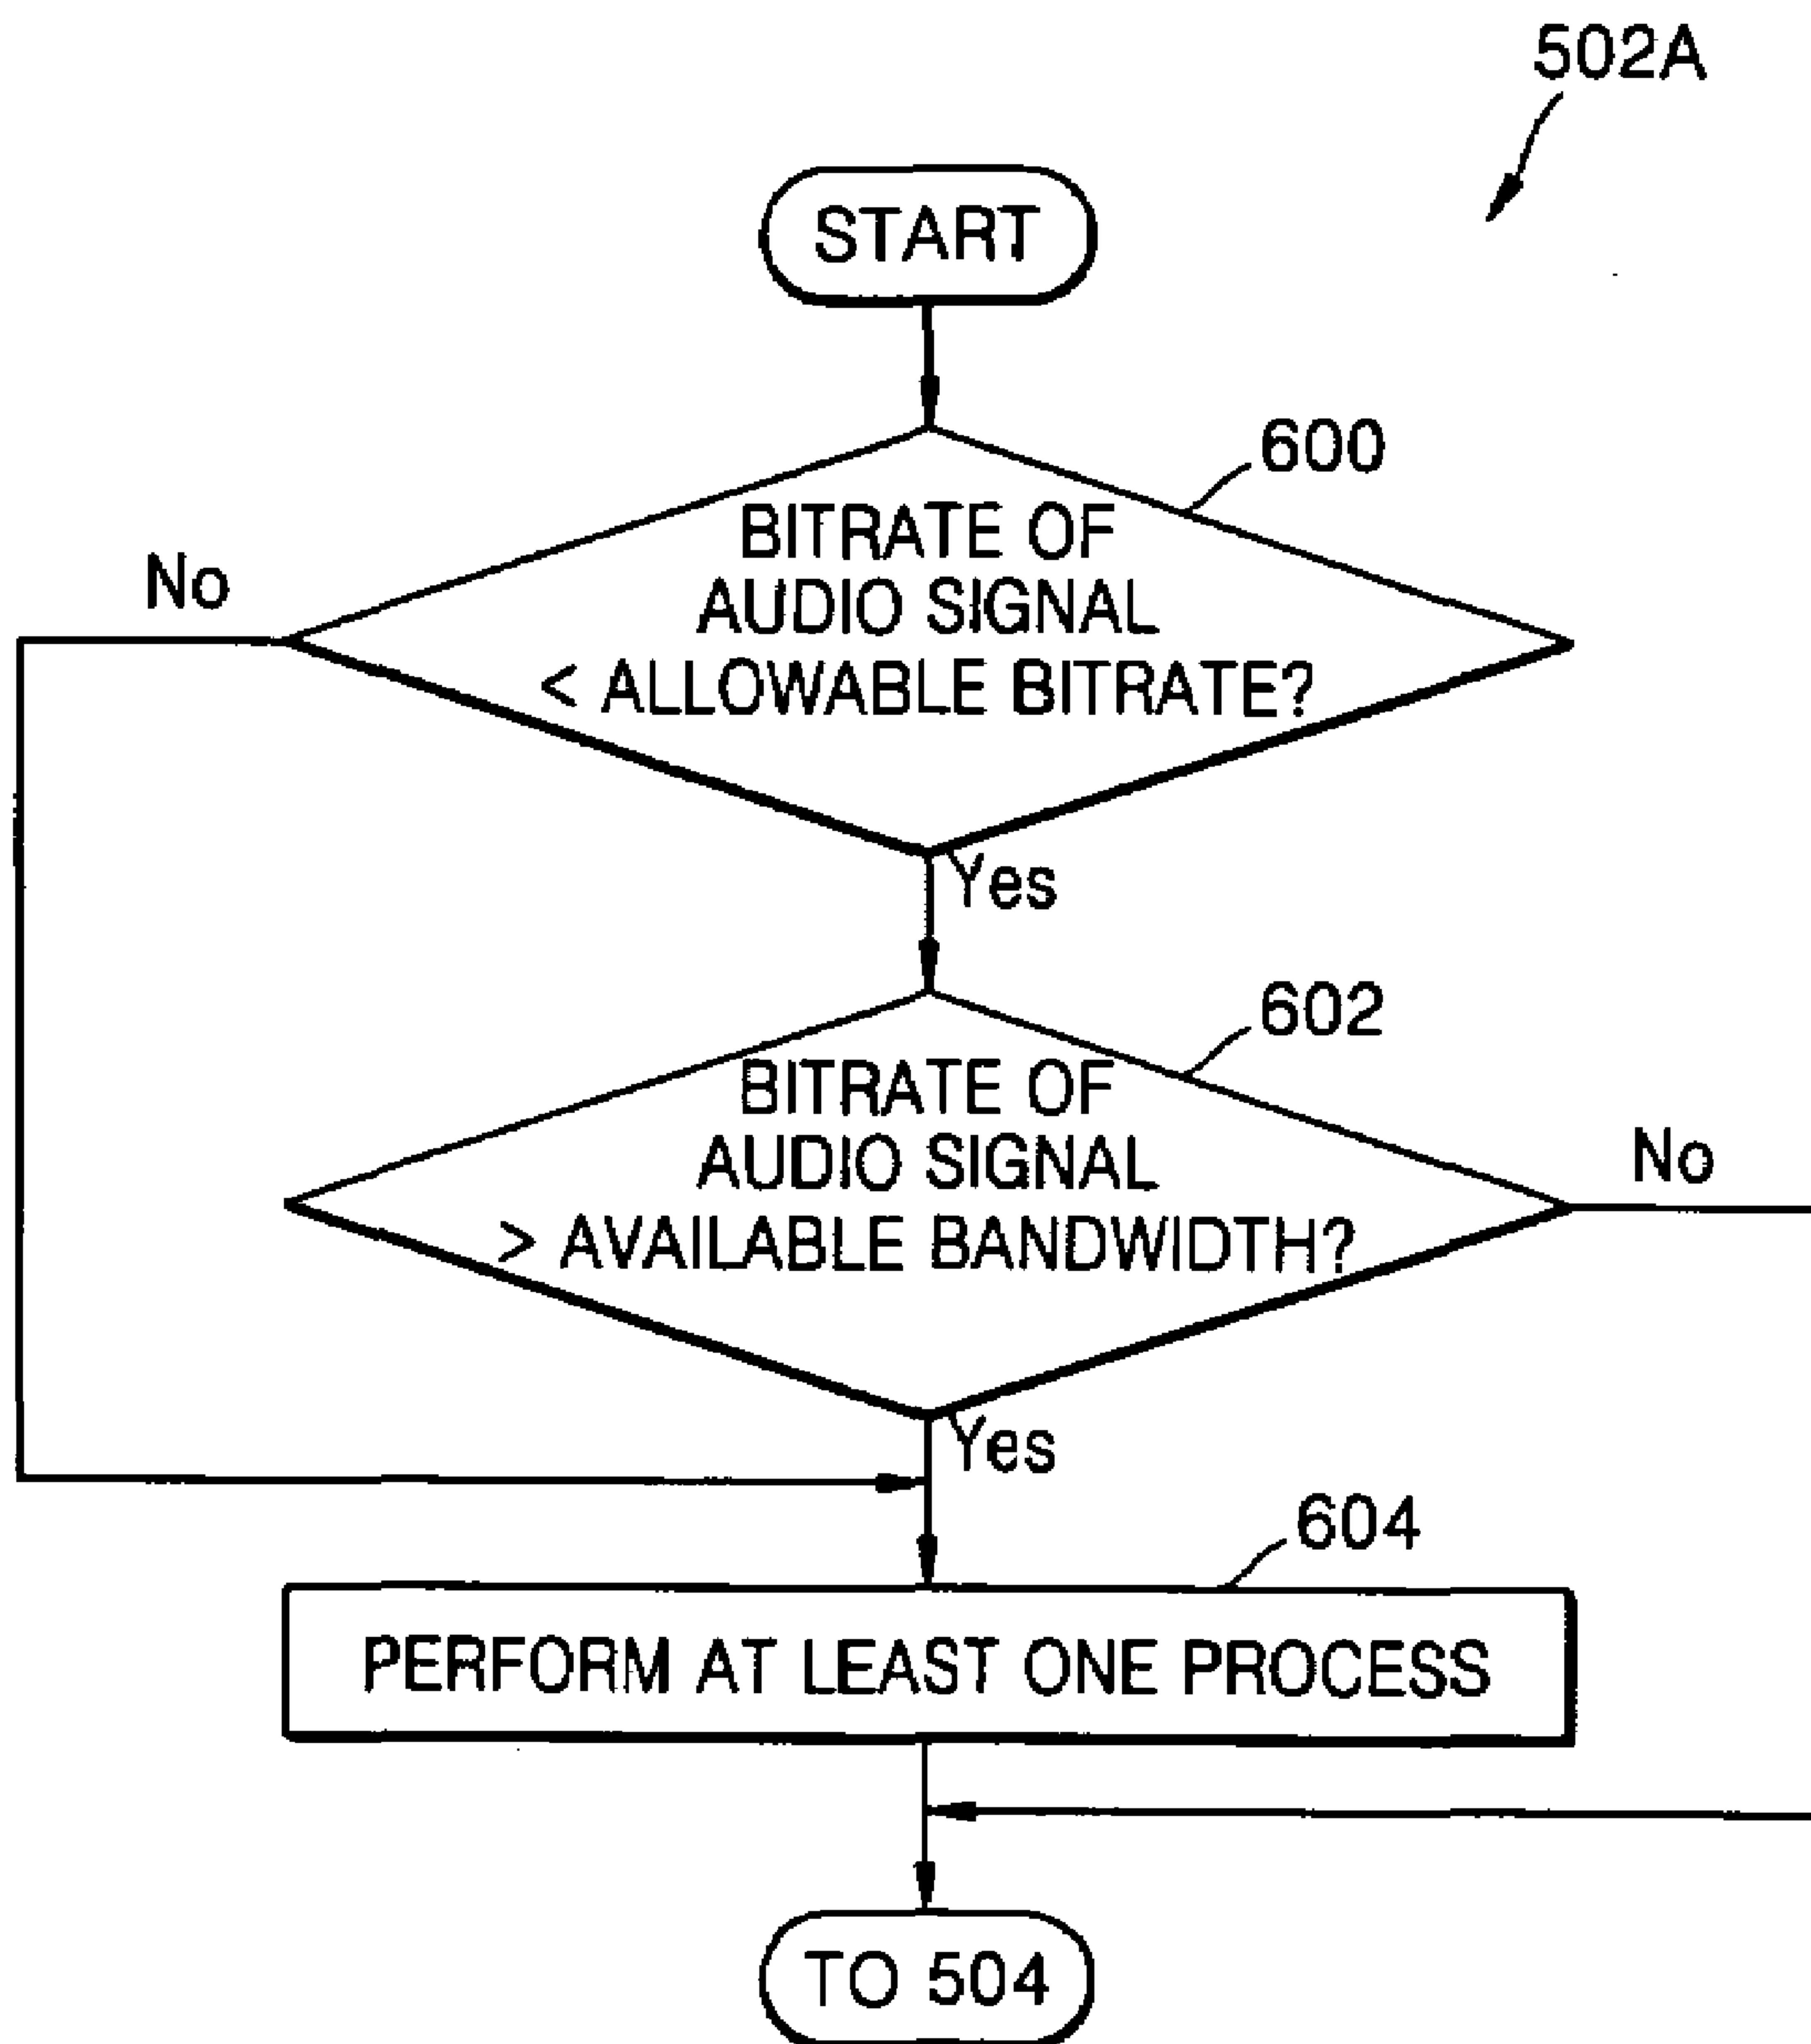 502A
START
600
BITRATE OF
AUDIO SIGNAL
< ALLOWABLE BITRATE?
No
Yes
602
BITRATE OF
AUDIO SIGNAL
> AVAILABLE BANDWIDTH?
No
Yes
604
PERFORM AT LEAST ONE PROCESS
TO 504